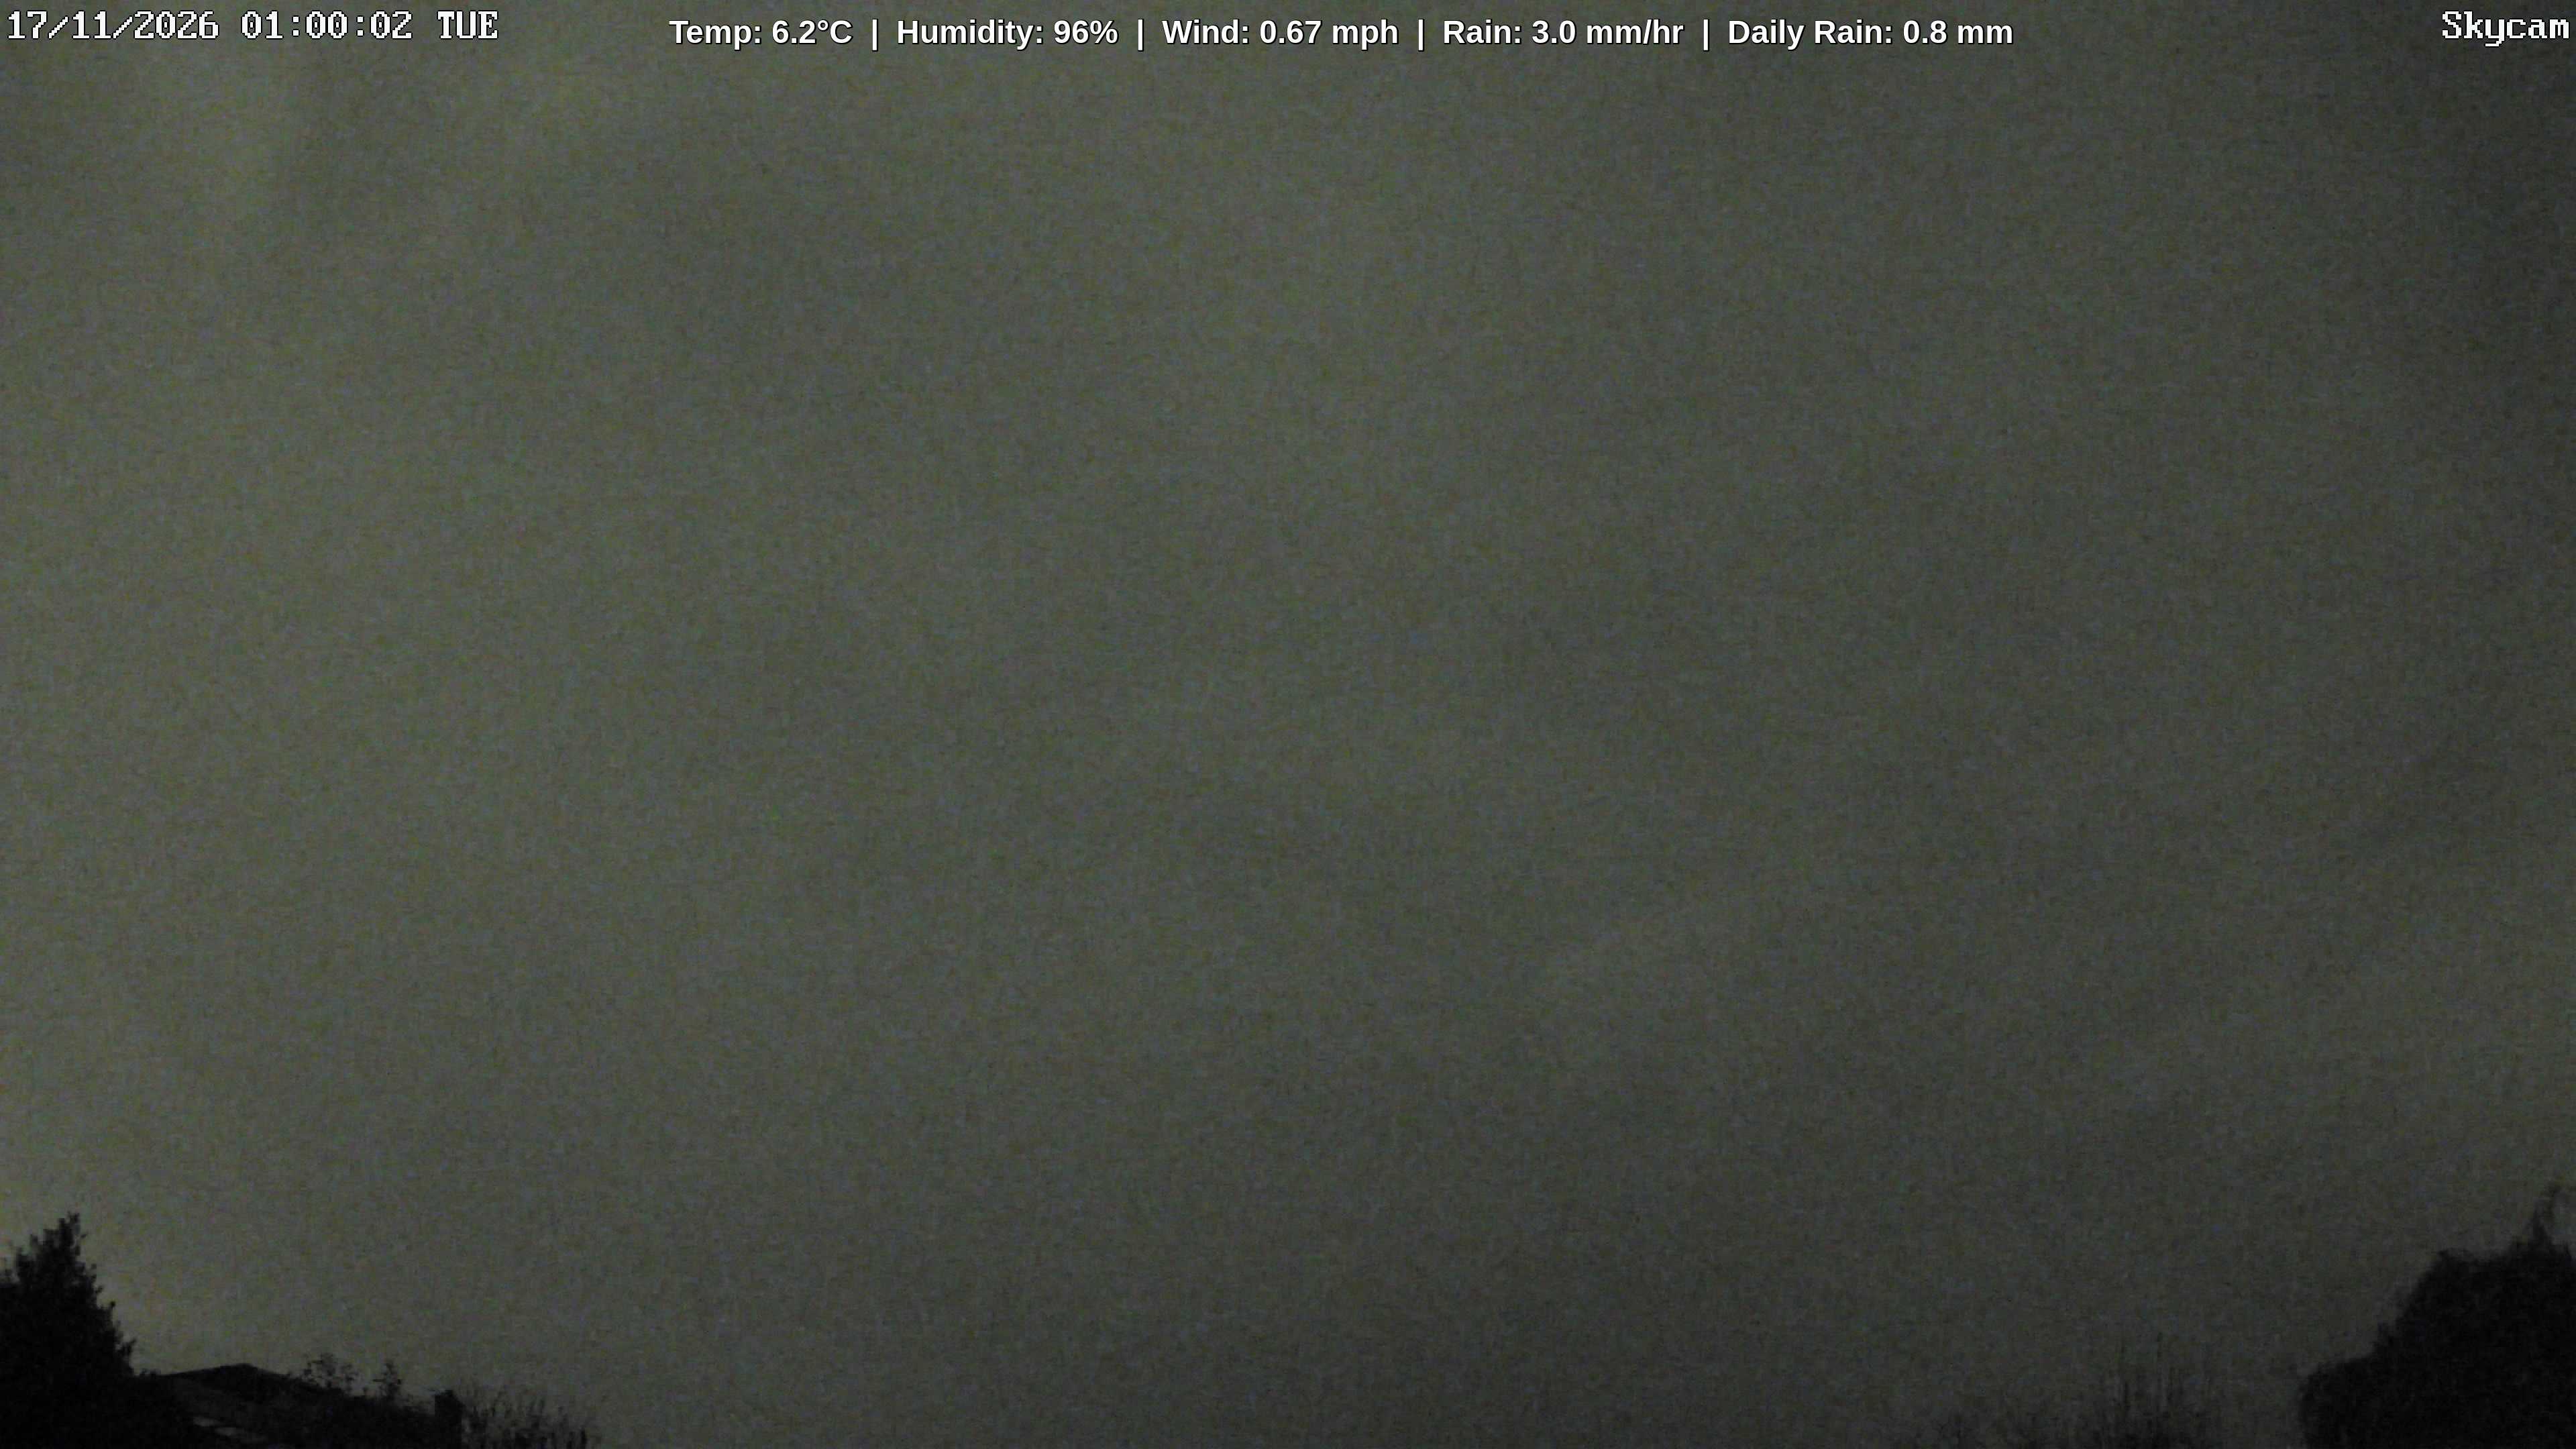 17/11/2026 01:00:02 TUE
Temp: 6.2°C | Humidity: 96% | Wind: 0.67 mph | Rain: 3.0 mm/hr | Daily Rain: 0.8 mm
Skycam